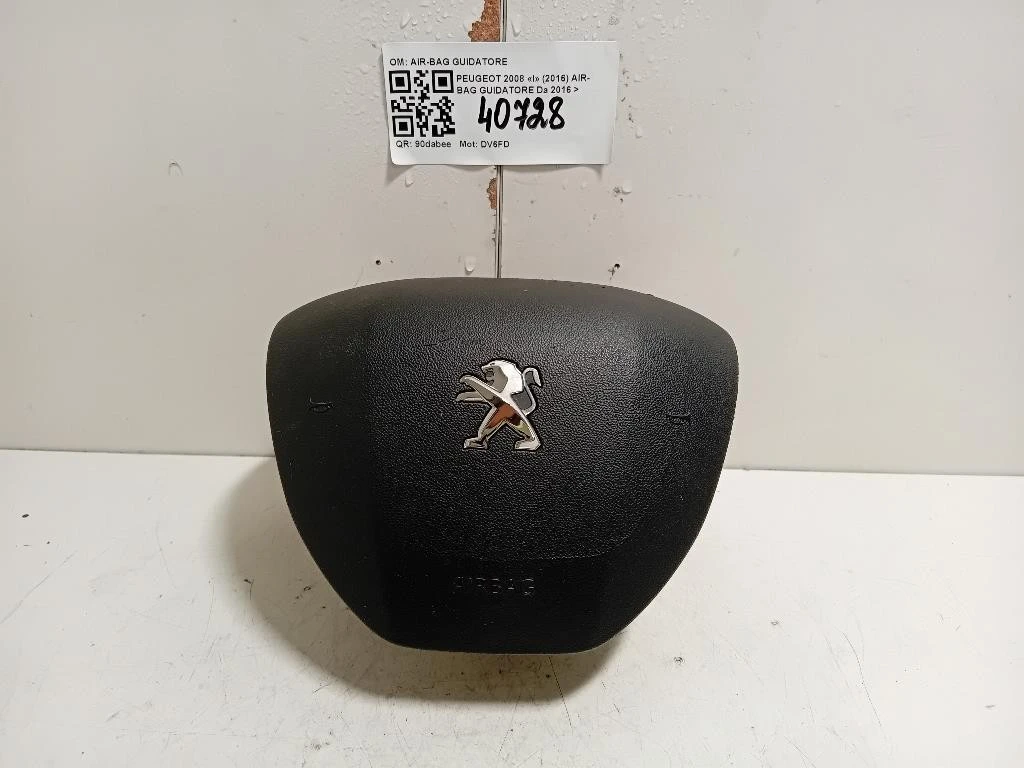 OM: AIR-BAG GUIDATORE
PEUGEOT 2008 «I» (2016) AIR-
BAG GUIDATORE Da 2016 >
40728
QR: 90dabee Mot: DV6FD
AIRBAG